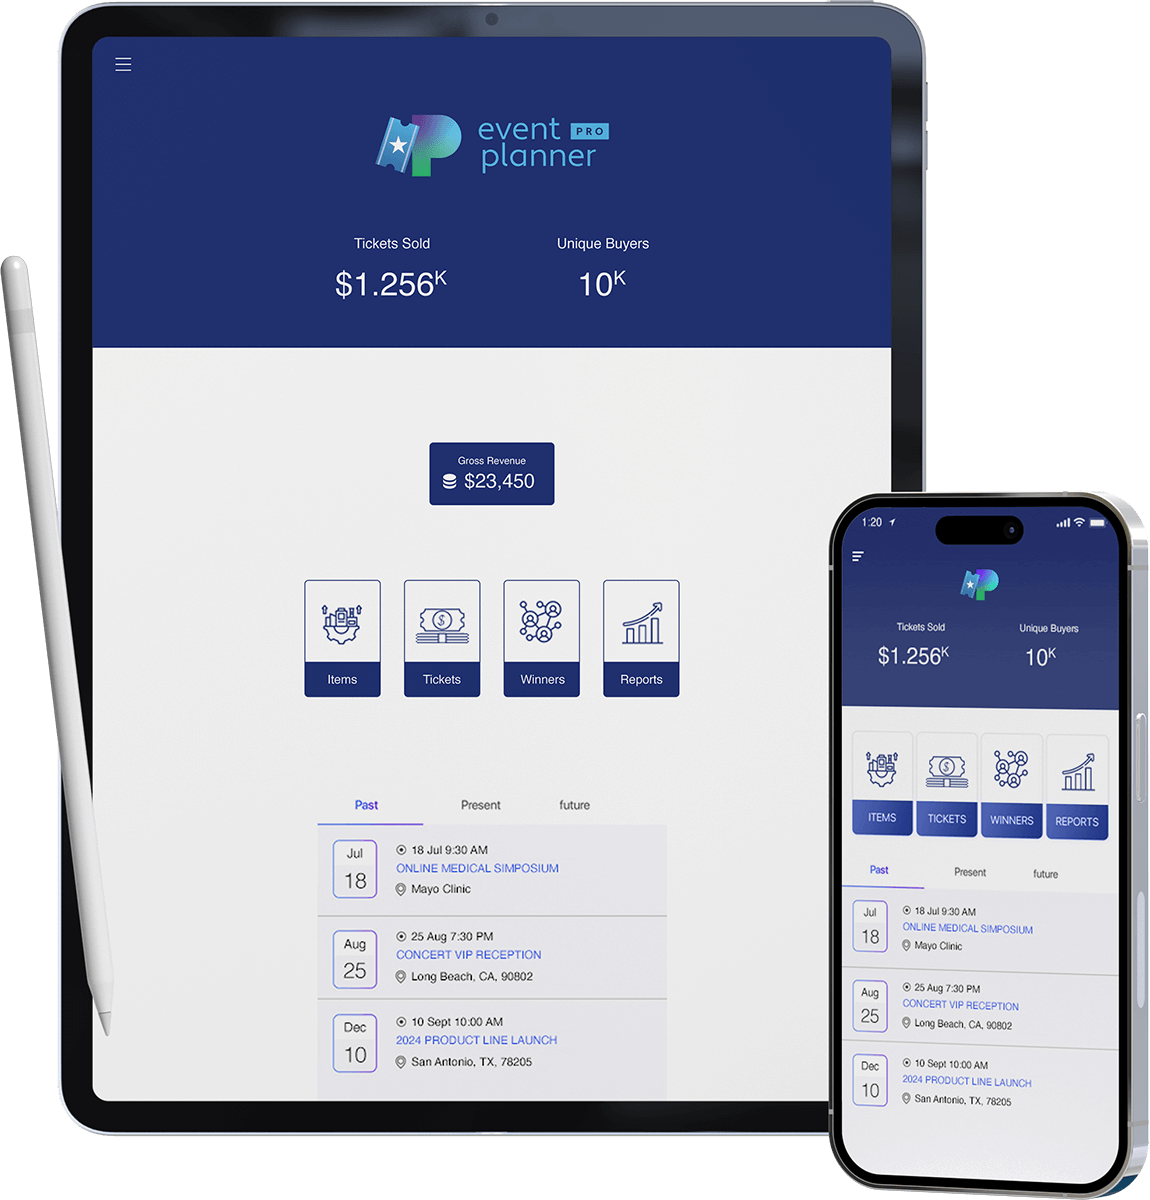 event PRO
planner
Tickets Sold Unique Buyers
$1.256K 10K
Gross Revenue
$23,450
Items Tickets Winners Reports
Past Present future
Jul
18
18 Jul 9:30 AM
ONLINE MEDICAL SIMPOSIUM
Mayo Clinic
Aug
25
25 Aug 7:30 PM
CONCERT VIP RECEPTION
Long Beach, CA, 90802
Dec
10
10 Sept 10:00 AM
2024 PRODUCT LINE LAUNCH
San Antonio, TX, 78205
1:20
Tickets Sold Unique Buyers
$1.256K 10K
ITEMS TICKETS WINNERS REPORTS
Past Present future
Jul
18
18 Jul 9:30 AM
ONLINE MEDICAL SIMPOSIUM
Mayo Clinic
Aug
25
25 Aug 7:30 PM
CONCERT VIP RECEPTION
Long Beach, CA, 90802
Dec
10
10 Sept 10:00 AM
2024 PRODUCT LINE LAUNCH
San Antonio, TX, 78205